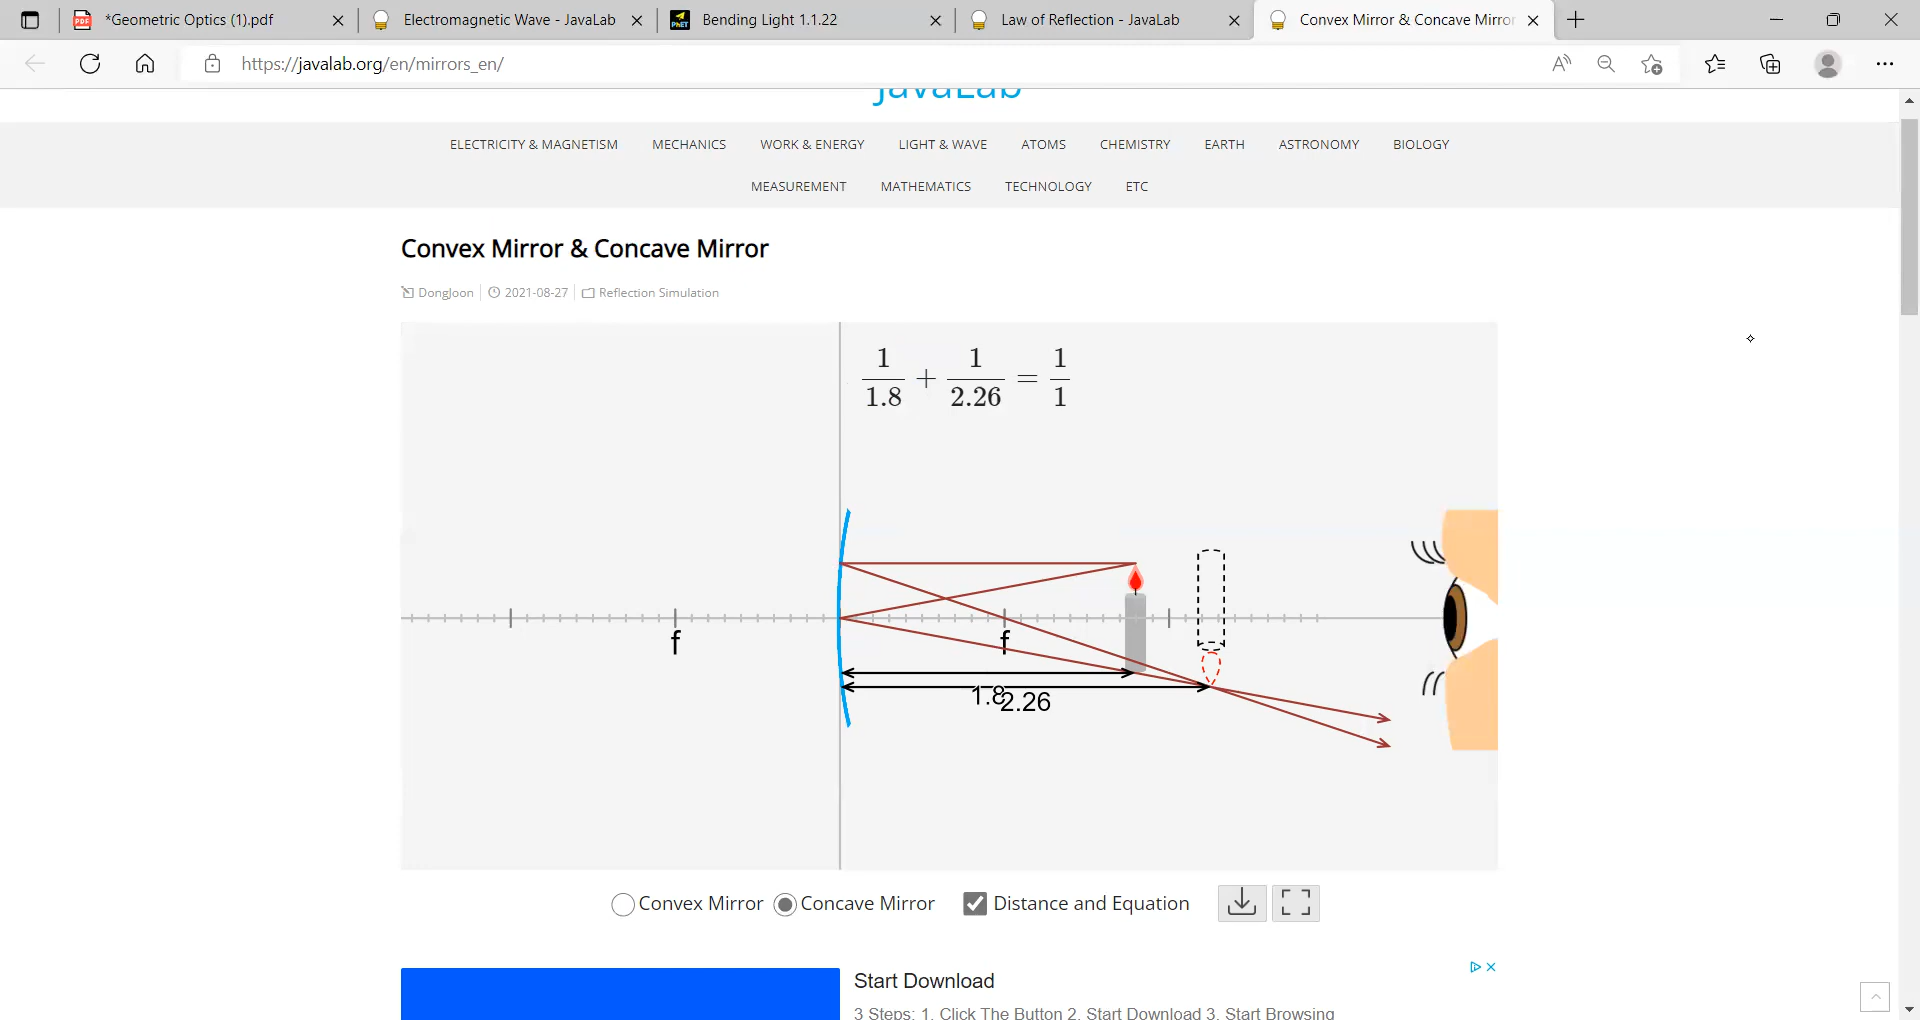 *Geometric Optics (1).pdf
Electromagnetic Wave - JavaLab
Bending Light 1.1.22
Law of Reflection - JavaLab
Convex Mirror & Concave Mirror
https://javalab.org/en/mirrors_en/
JavaLab
ELECTRICITY & MAGNETISM MECHANICS WORK & ENERGY LIGHT & WAVE ATOMS CHEMISTRY EARTH ASTRONOMY BIOLOGY
MEASUREMENT MATHEMATICS TECHNOLOGY ETC
Convex Mirror & Concave Mirror
DongJoon 2021-08-27 Reflection Simulation
1/1.8 + 1/2.26 = 1/1
f f
1.8
2.26
Convex Mirror Concave Mirror Distance and Equation
Start Download
3 Steps: 1. Click The Button 2. Start Download 3. Start Browsing